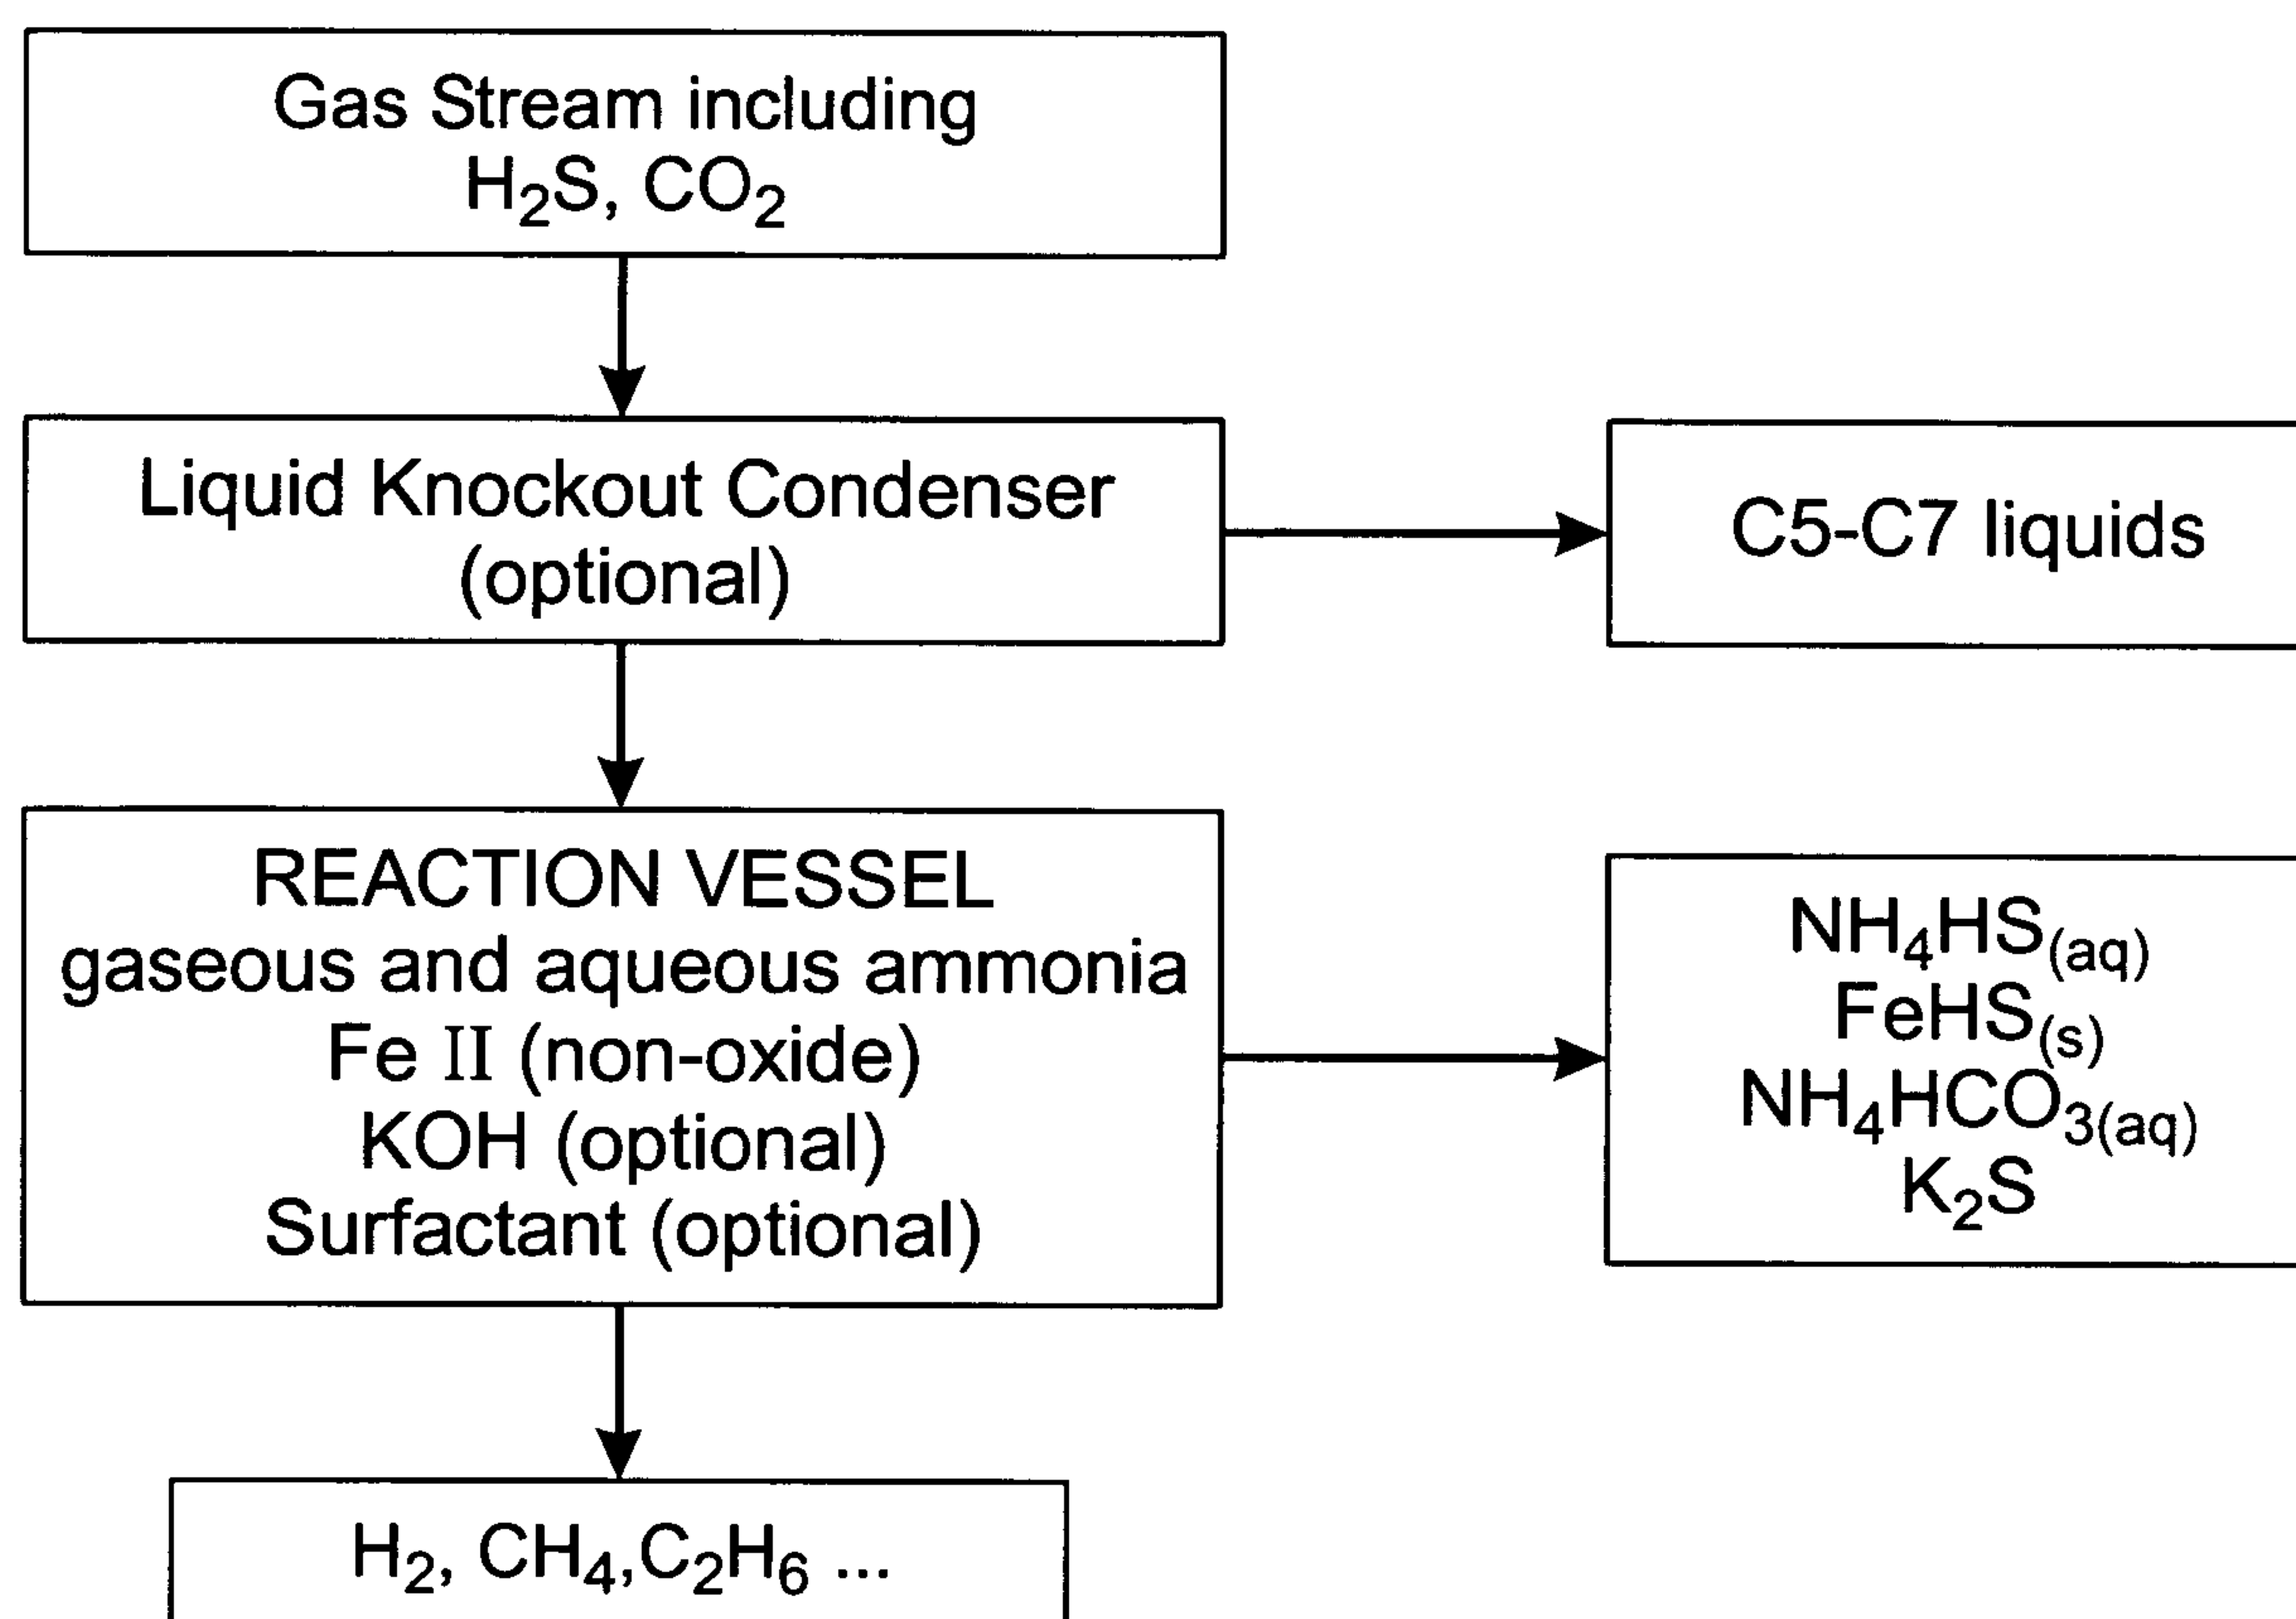 Gas Stream including
H₂S, CO₂
Liquid Knockout Condenser
(optional)
C5-C7 liquids
REACTION VESSEL
gaseous and aqueous ammonia
Fe II (non-oxide)
KOH (optional)
Surfactant (optional)
NH₄HS(aq)
FeHS(s)
NH₄HCO₃(aq)
K₂S
H₂, CH₄,C₂H₆ ...